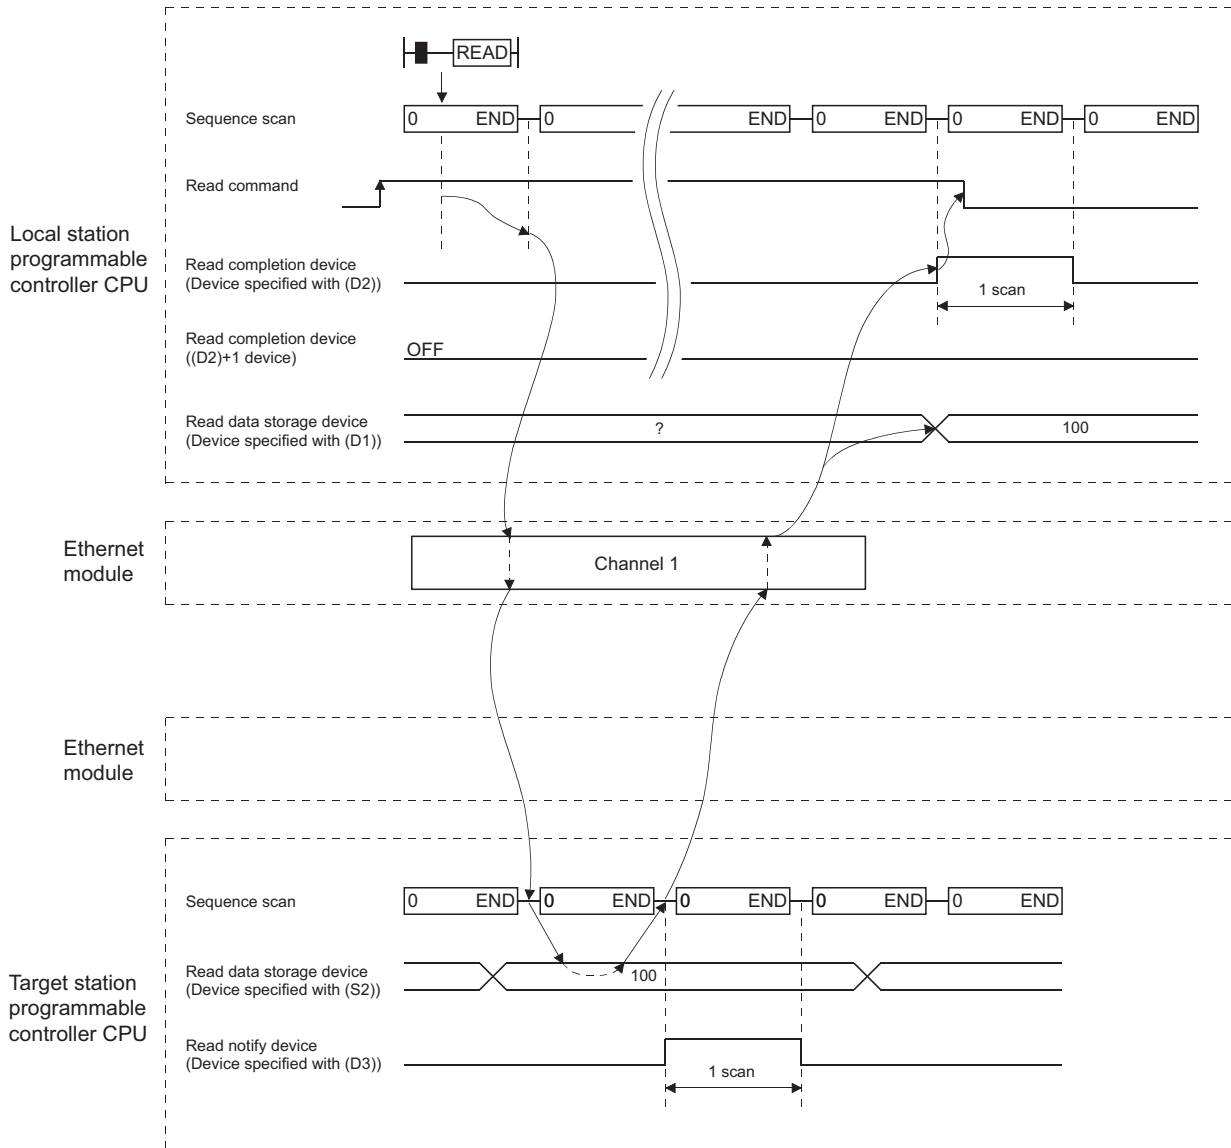 READ
Sequence scan
0 END 0 END 0 END 0 END 0 END
Read command
Local station
programmable
controller CPU
Read completion device
(Device specified with (D2))
1 scan
Read completion device
((D2)+1 device)
OFF
Read data storage device
(Device specified with (D1))
?
100
Ethernet
module
Channel 1
Ethernet
module
Sequence scan
0 END 0 END 0 END 0 END 0 END
Target station
programmable
controller CPU
Read data storage device
(Device specified with (S2))
100
Read notify device
(Device specified with (D3))
1 scan